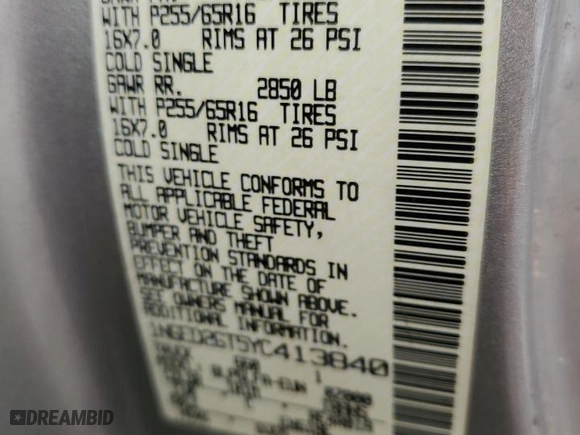 WITH P255/65R16 TIRES
16X7.0 RIMS AT 26 PSI
COLD SINGLE
GAWR RR. 2850 LB
WITH P255/65R16 TIRES
16X7.0 RIMS AT 26 PSI
COLD SINGLE
THIS VEHICLE CONFORMS TO
ALL APPLICABLE FEDERAL
MOTOR VEHICLE SAFETY,
BUMPER AND THEFT
PREVENTION STANDARDS IN
EFFECT ON THE DATE OF
MANUFACTURE SHOWN ABOVE.
SEE OWNERS MANUAL FOR
ADDITIONAL INFORMATION.
DREAMBID